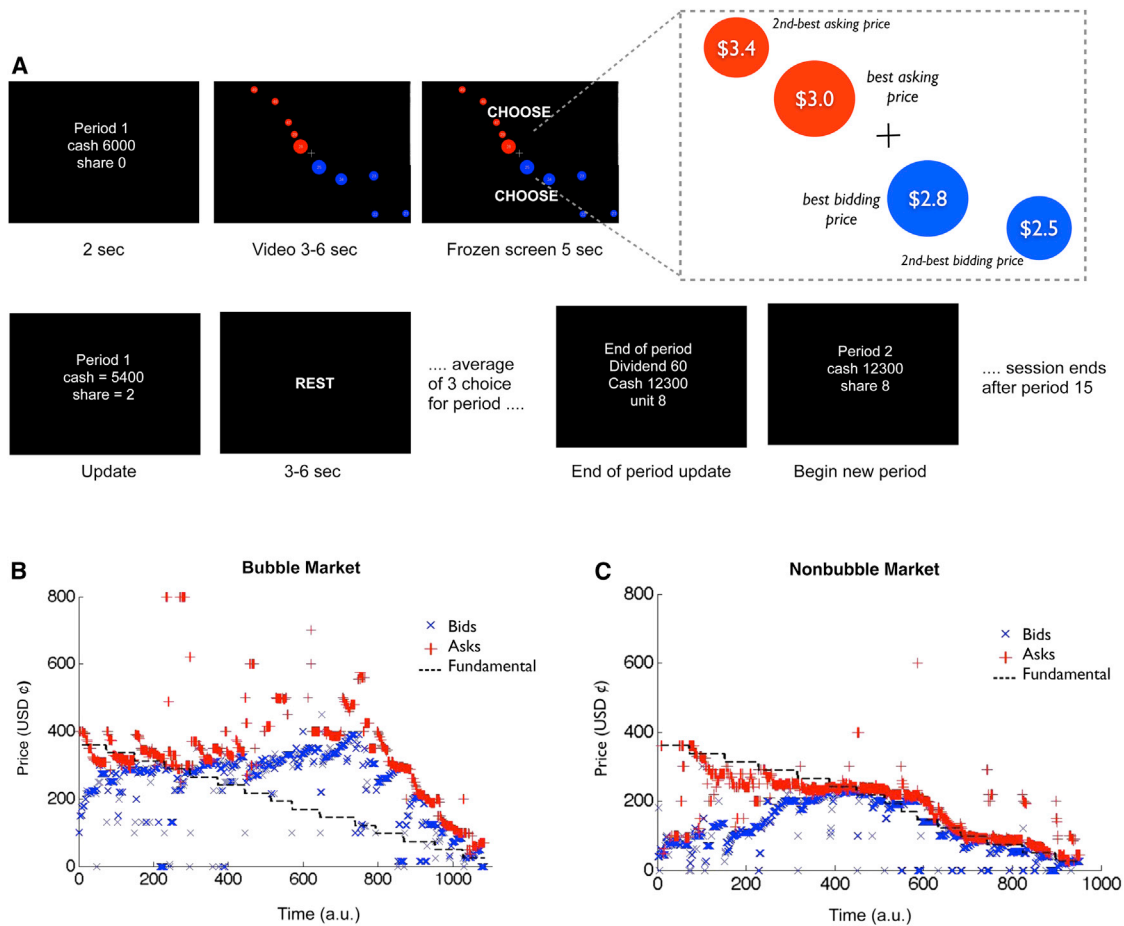 A
Period 1
cash 6000
share 0
2 sec
Video 3-6 sec
CHOOSE
CHOOSE
Frozen screen 5 sec
2nd-best asking price
$3.4
$3.0
best asking
price
best bidding
price
$2.8
$2.5
2nd-best bidding price
Period 1
cash = 5400
share = 2
Update
REST
3-6 sec
.... average
of 3 choice
for period ....
End of period
Dividend 60
Cash 12300
unit 8
End of period update
Period 2
cash 12300
share 8
Begin new period
.... session ends
after period 15
B
Bubble Market
Price (USD ¢)
800
600
400
200
0
0
200
400
600
800
1000
Time (a.u.)
Bids
Asks
Fundamental
C
Nonbubble Market
Price (USD ¢)
800
600
400
200
0
0
200
400
600
800
1000
Time (a.u.)
Bids
Asks
Fundamental